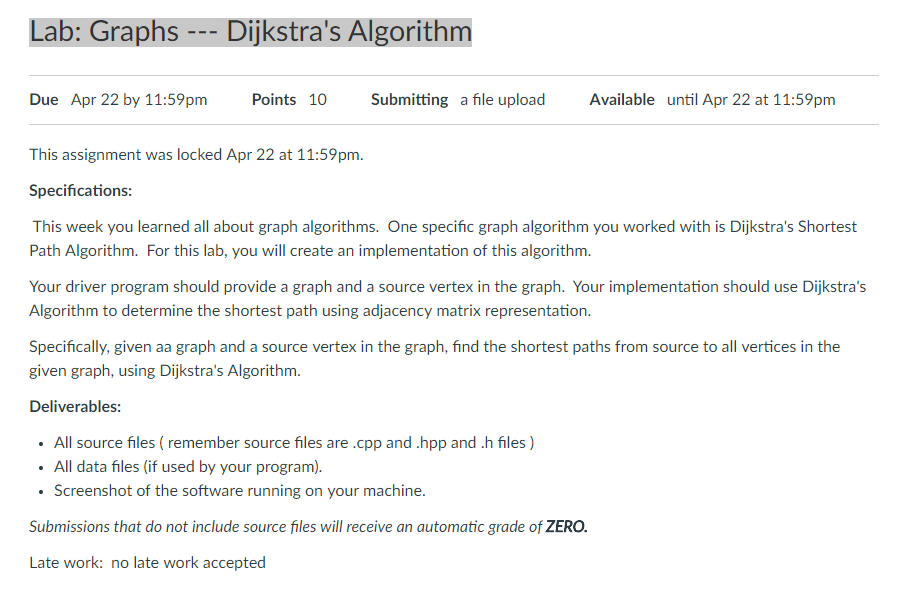 Lab: Graphs --- Dijkstra's Algorithm
Due Apr 22 by 11:59pm Points 10 Submitting a file upload Available until Apr 22 at 11:59pm
This assignment was locked Apr 22 at 11:59pm.
Specifications:
This week you learned all about graph algorithms. One specific graph algorithm you worked with is Dijkstra's Shortest
Path Algorithm. For this lab, you will create an implementation of this algorithm.
Your driver program should provide a graph and a source vertex in the graph. Your implementation should use Dijkstra's
Algorithm to determine the shortest path using adjacency matrix representation.
Specifically, given aa graph and a source vertex in the graph, find the shortest paths from source to all vertices in the
given graph, using Dijkstra's Algorithm.
Deliverables:
• All source files ( remember source files are .cpp and .hpp and .h files )
• All data files (if used by your program).
• Screenshot of the software running on your machine.
Submissions that do not include source files will receive an automatic grade of ZERO.
Late work: no late work accepted